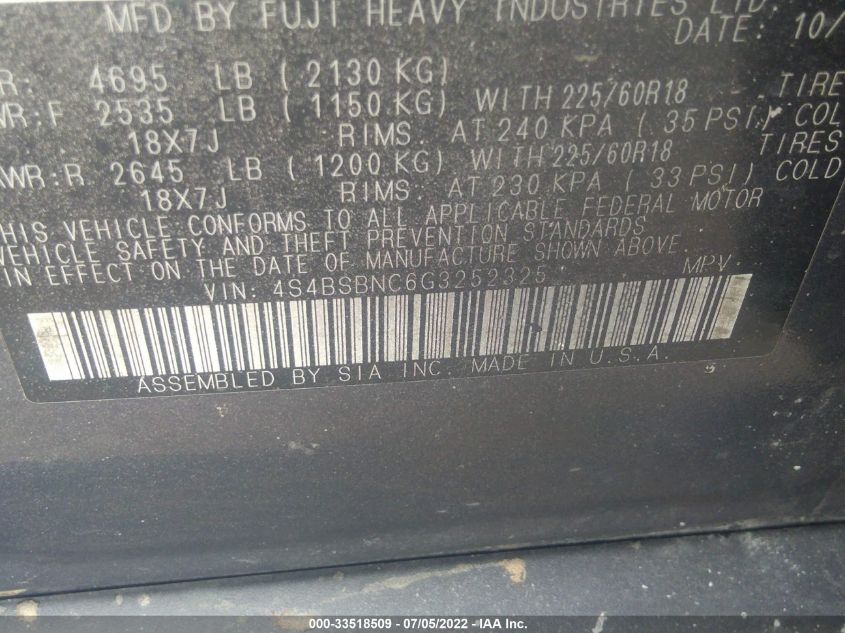 MFD BY FUJI HEAVY INDUSTRIES LTD.
DATE: 10/
R: 4695 LB ( 2130 KG)
WR:F 2535 LB ( 1150 KG) WITH 225/60R18 TIRE
18X7J RIMS. AT 240 KPA ( 35 PSI) COL
AWR:R 2645 LB ( 1200 KG) WITH 225/60R18 TIRES
18X7J RIMS. AT 230 KPA ( 33 PSI) COLD
THIS VEHICLE CONFORMS TO ALL APPLICABLE FEDERAL MOTOR
VEHICLE SAFETY AND THEFT PREVENTION STANDARDS
IN EFFECT ON THE DATE OF MANUFACTURE SHOWN ABOVE.
VIN: 4S4BSBNC6G3252325 MPV
ASSEMBLED BY SIA INC. MADE IN U.S.A.
000-33518509 / 07/05/2022 / IAA Inc.